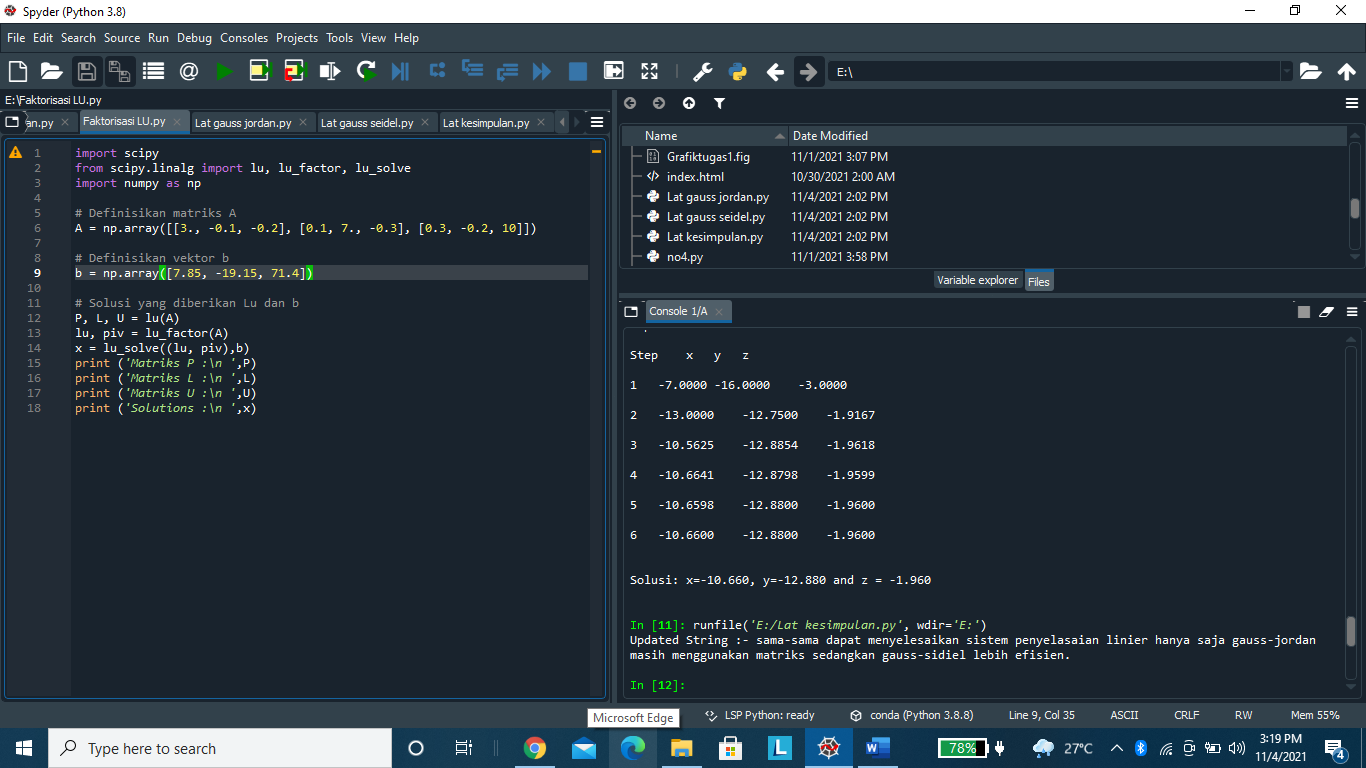 Spyder (Python 3.8)
File Edit Search Source Run Debug Consoles Projects Tools View Help
E:\
E:\Faktorisasi LU.py
an.py Faktorisasi LU.py Lat gauss jordan.py Lat gauss seidel.py Lat kesimpulan.py
1 import scipy
2 from scipy.linalg import lu, lu_factor, lu_solve
3 import numpy as np
4
5 # Definisikan matriks A
6 A = np.array([[3., -0.1, -0.2], [0.1, 7., -0.3], [0.3, -0.2, 10]])
7
8 # Definisikan vektor b
9 b = np.array([7.85, -19.15, 71.4])
10
11 # Solusi yang diberikan Lu dan b
12 P, L, U = lu(A)
13 lu, piv = lu_factor(A)
14 x = lu_solve((lu, piv),b)
15 print ('Matriks P :\n ',P)
16 print ('Matriks L :\n ',L)
17 print ('Matriks U :\n ',U)
18 print ('Solutions :\n ',x)
Name Date Modified
Grafiktugas1.fig 11/1/2021 3:07 PM
index.html 10/30/2021 2:00 AM
Lat gauss jordan.py 11/4/2021 2:02 PM
Lat gauss seidel.py 11/4/2021 2:02 PM
Lat kesimpulan.py 11/4/2021 2:02 PM
no4.py 11/1/2021 3:58 PM
Variable explorer Files
Console 1/A
Step x y z
1 -7.0000 -16.0000 -3.0000
2 -13.0000 -12.7500 -1.9167
3 -10.5625 -12.8854 -1.9618
4 -10.6641 -12.8798 -1.9599
5 -10.6598 -12.8800 -1.9600
6 -10.6600 -12.8800 -1.9600
Solusi: x=-10.660, y=-12.880 and z = -1.960
In [11]: runfile('E:/Lat kesimpulan.py', wdir='E:')
Updated String :- sama-sama dapat menyelesaikan sistem penyelasaian linier hanya saja gauss-jordan
masih menggunakan matriks sedangkan gauss-sidiel lebih efisien.
In [12]:
Microsoft Edge
LSP Python: ready conda (Python 3.8.8) Line 9, Col 35 ASCII CRLF RW Mem 55%
Type here to search
78% 27°C 3:19 PM
11/4/2021
4